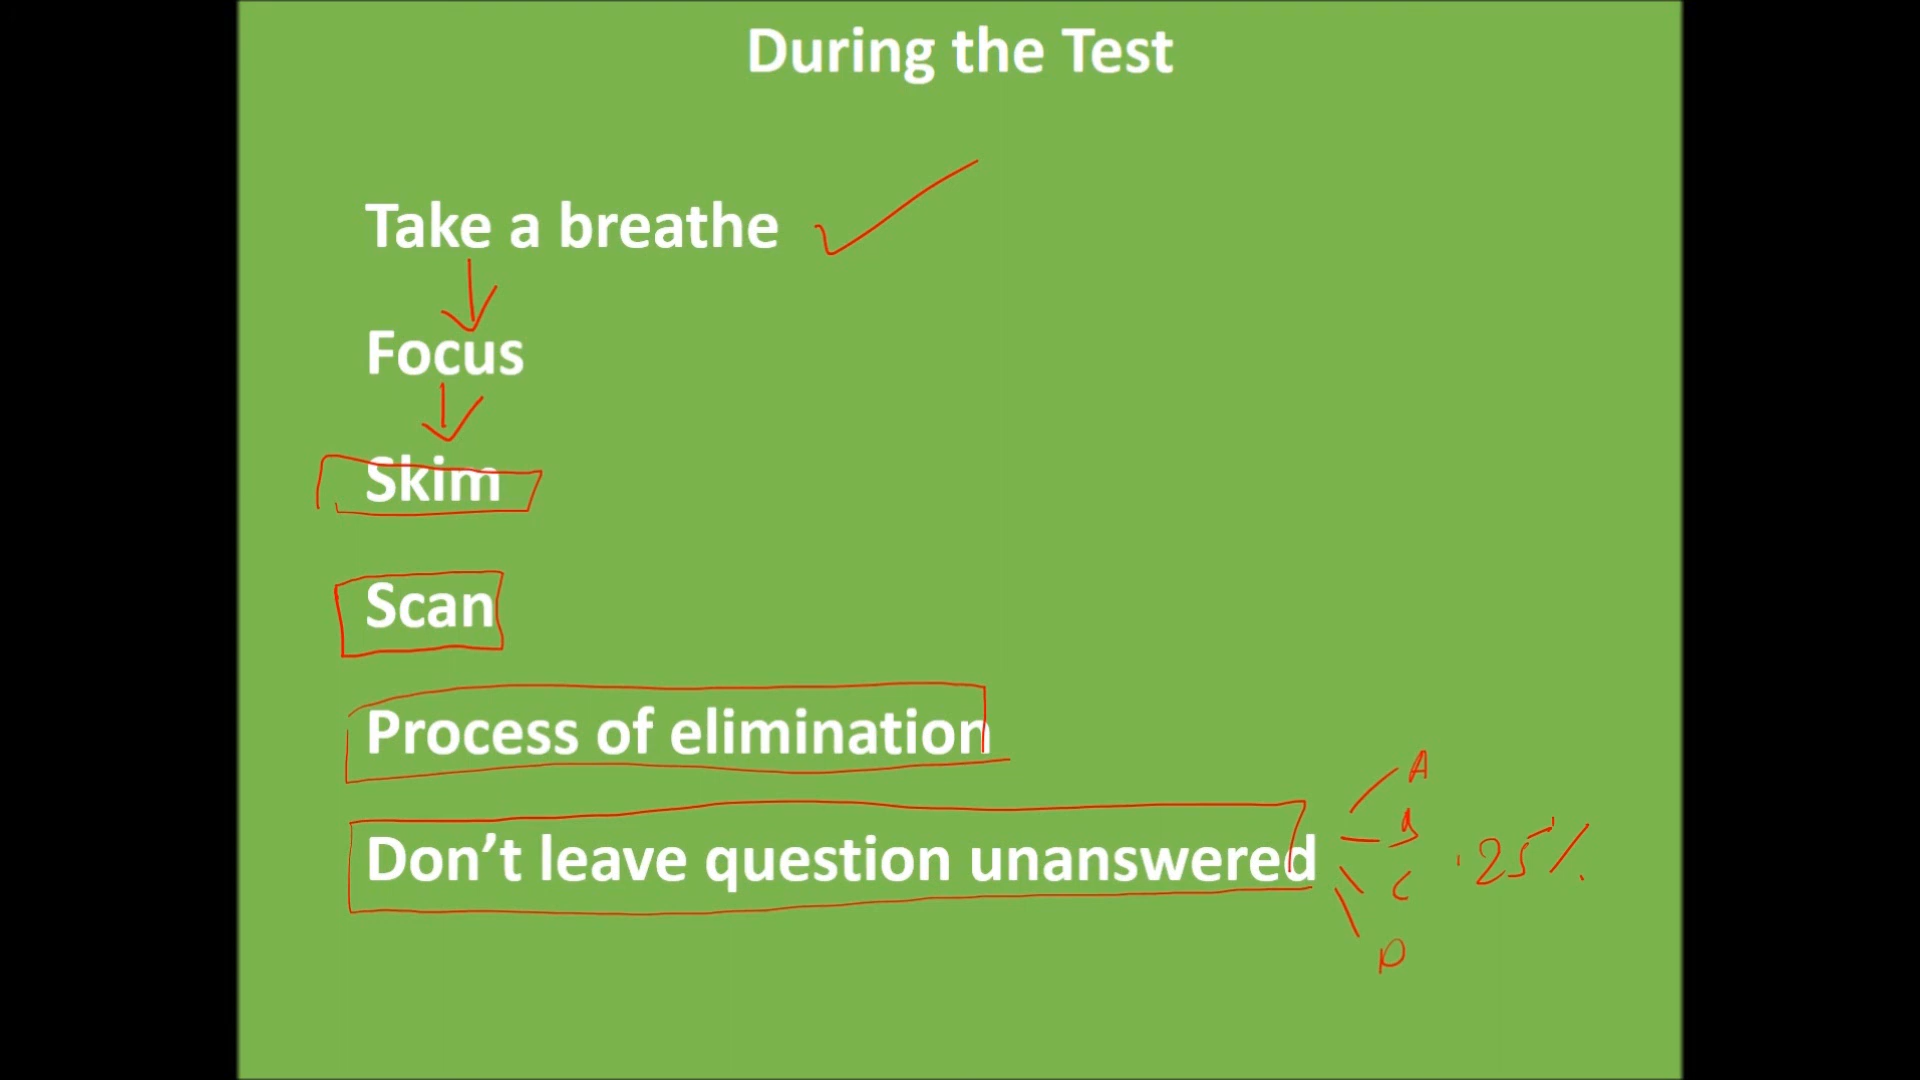 During the Test
Take a breathe
Focus
Skim
Scan
Process of elimination
Don't leave question unanswered
A
B
C
25%
D